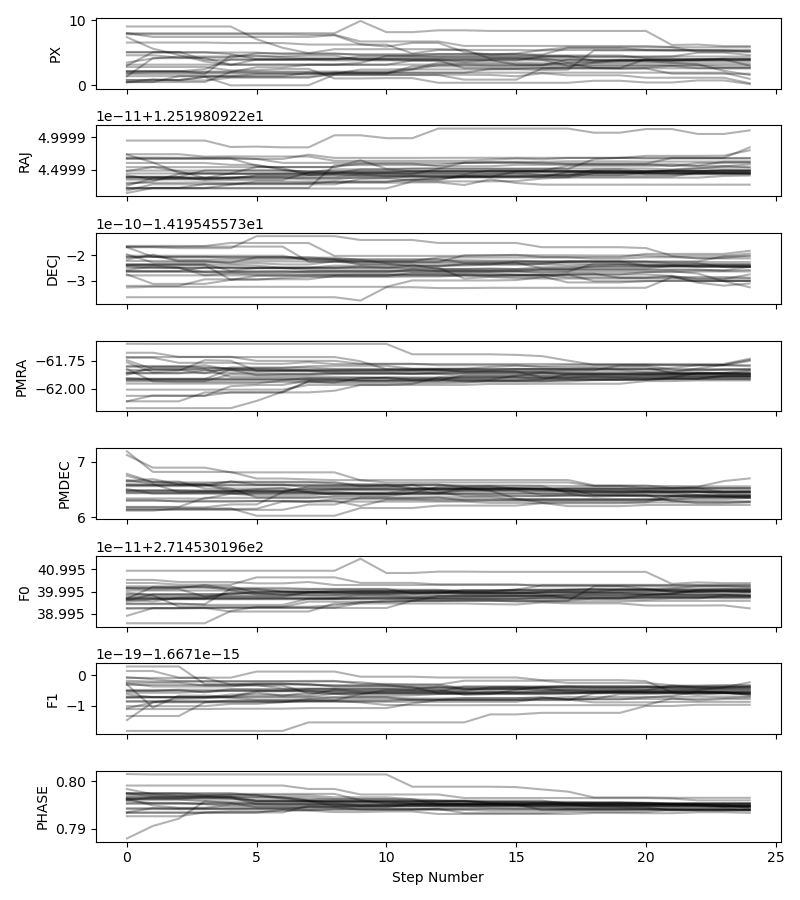 10
0
PX
1e−11+1.251980922e1
4.9999
4.4999
RAJ
1e−10−1.419545573e1
−2
−3
DECJ
−61.75
−62.00
PMRA
7
6
PMDEC
1e−11+2.714530196e2
40.995
39.995
38.995
F0
1e−19−1.6671e−15
0
−1
F1
0.80
0.79
PHASE
0 5 10 15 20 25
Step Number